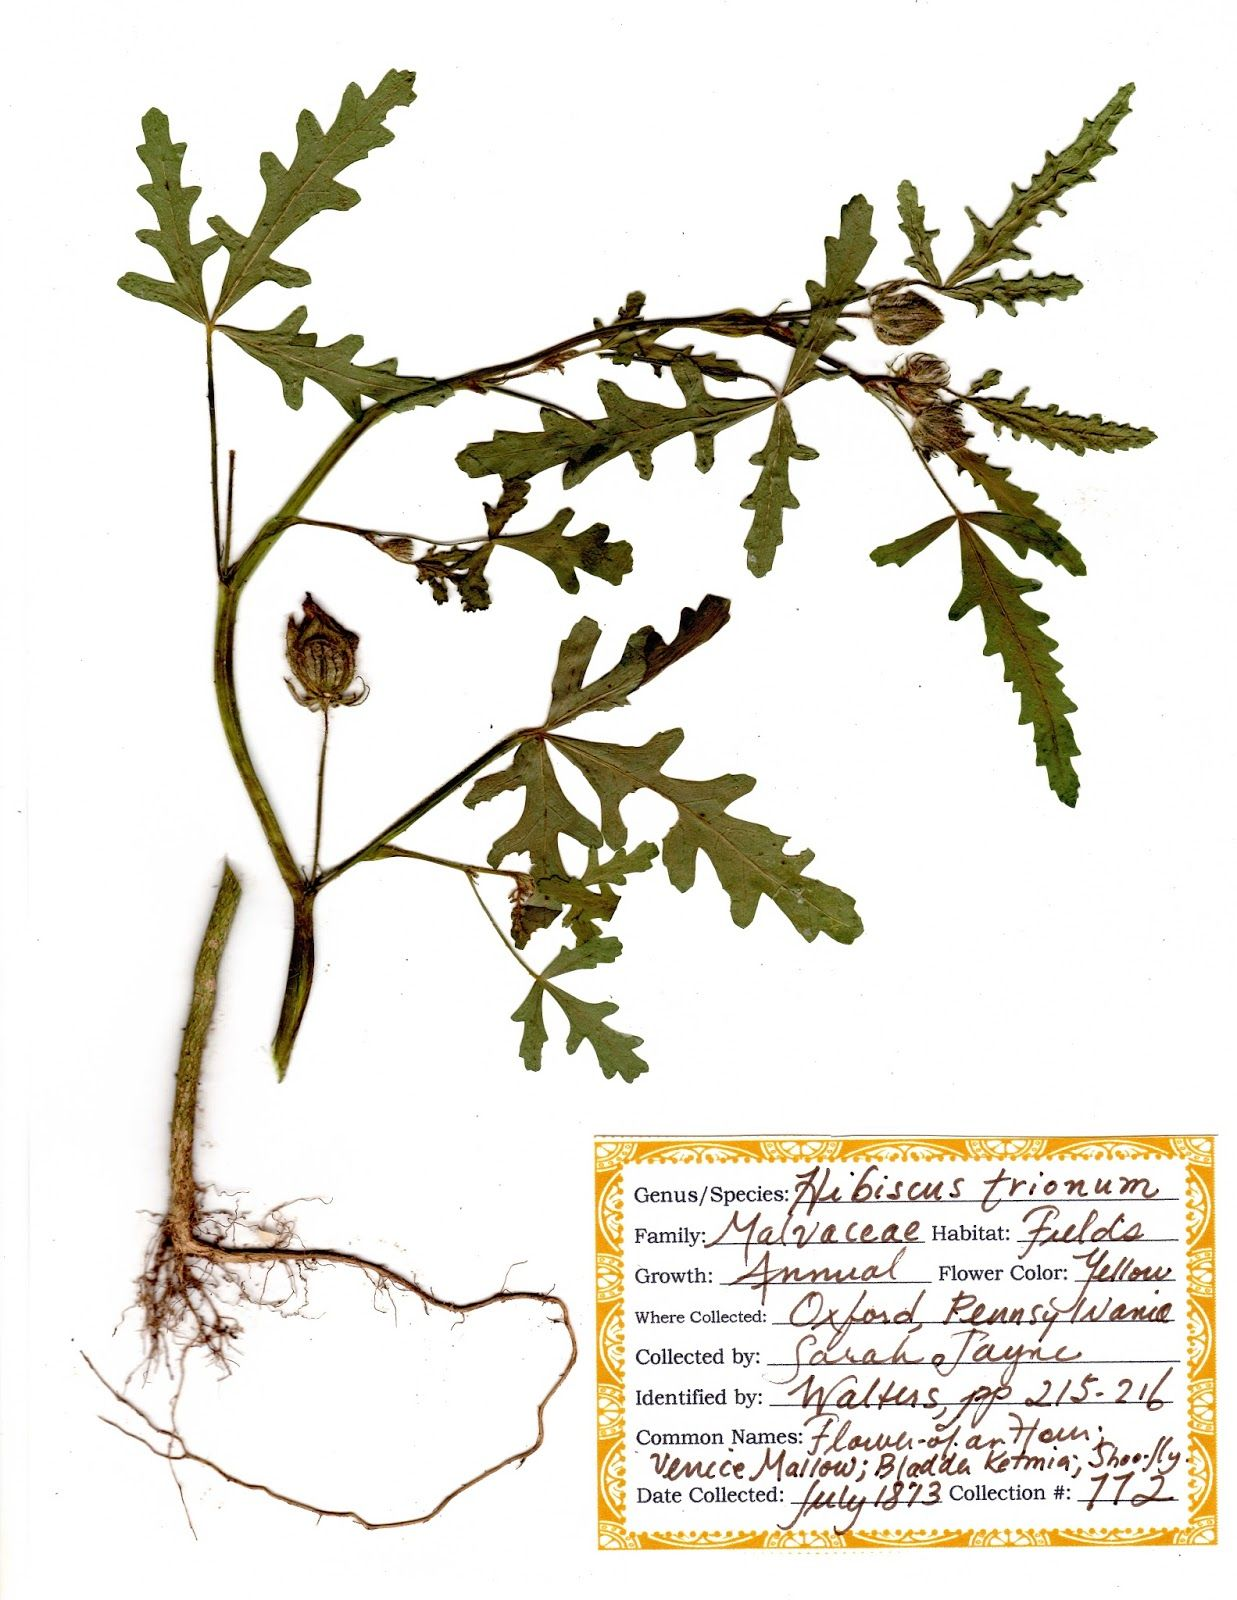 Genus/Species: Hibiscus trionum
Family: Malvaceae Habitat: Fields
Growth: Annual Flower Color: Yellow
Where Collected: Oxford, Pennsylvania
Collected by: Sarah Jayne
Identified by: Walters, pp 215-216
Common Names: Flower-of-an Hour;
Venice Mallow; Bladder Ketmia; Shoo-fly.
Date Collected: July 1873 Collection #: 772